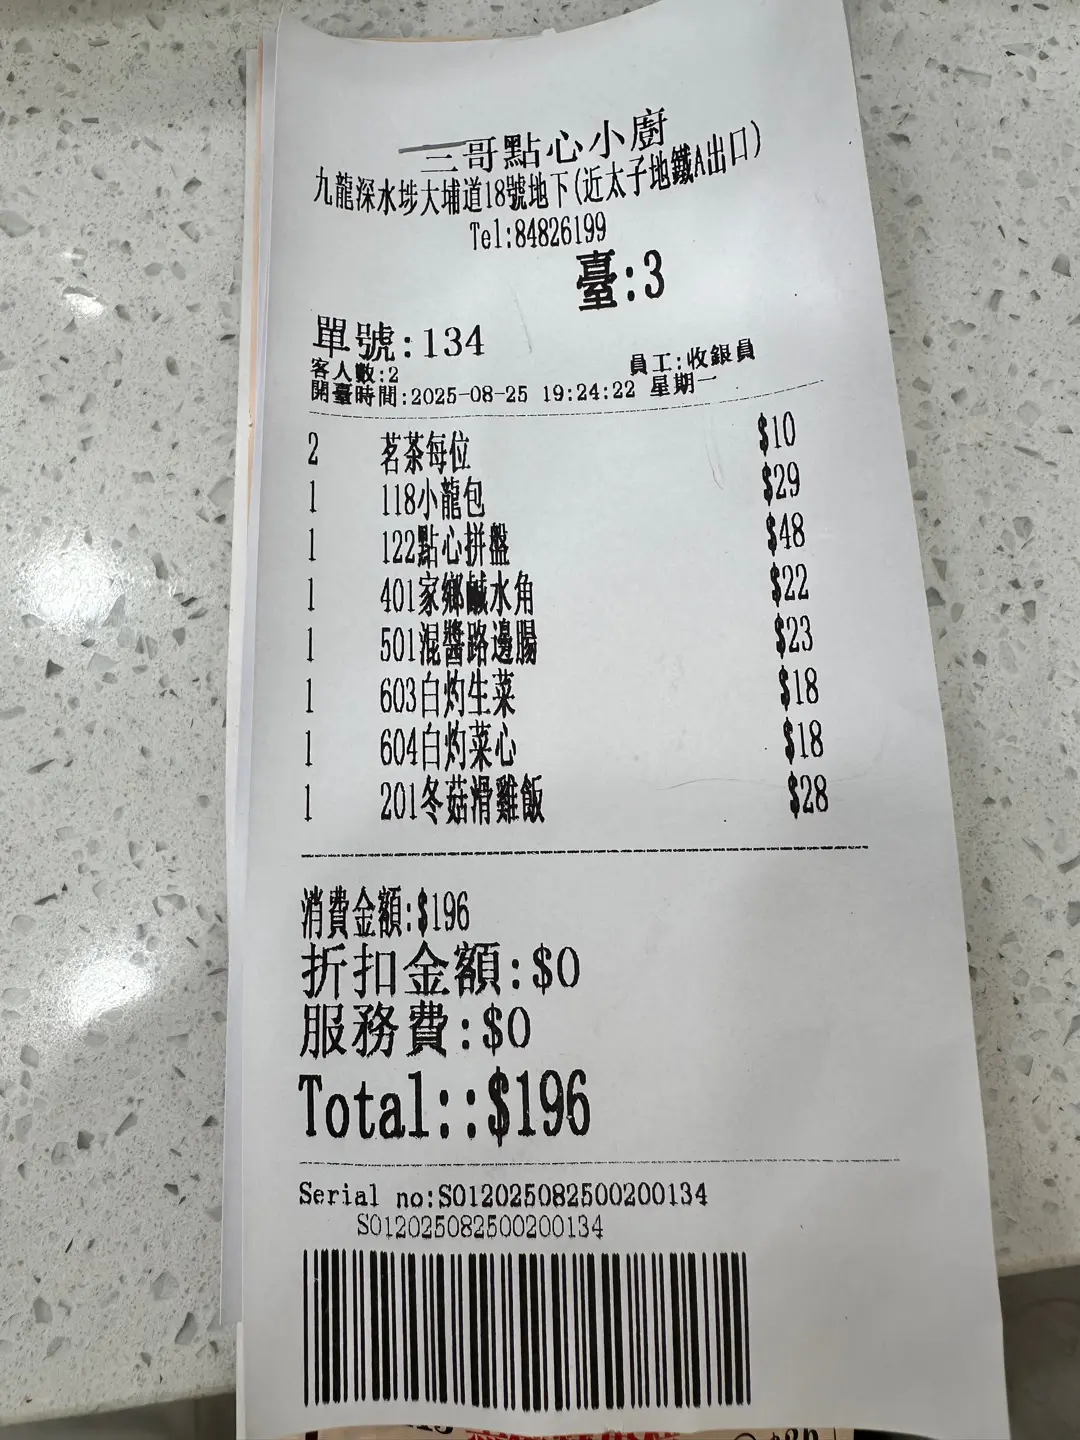 三哥點心小廚
九龍深水埗大埔道18號地下(近太子地鐵A出口)
Tel:84826199
臺:3
單號:134
客人數:2 員工:收銀員
開臺時間:2025-08-25 19:24:22 星期一
2 茗茶每位 $10
1 118小龍包 $29
1 122點心拼盤 $48
1 401家鄉鹹水角 $22
1 501混醬路邊腸 $23
1 603白灼生菜 $18
1 604白灼菜心 $18
1 201冬菇滑雞飯 $28
消費金額:$196
折扣金額:$0
服務費:$0
Total::$196
Serial no:S012025082500200134
S012025082500200134